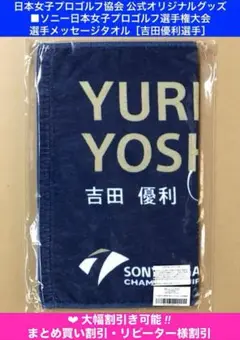 日本女子プロゴルフ協会 公式オリジナルグッズ
■ソニー日本女子プロゴルフ選手権大会
選手メッセージタオル［吉田優利選手］
YURI
YOSH
吉田 優利
SONY
CHAMP
❤ 大幅割引き可能‼
まとめ買い割引・リピーター様割引